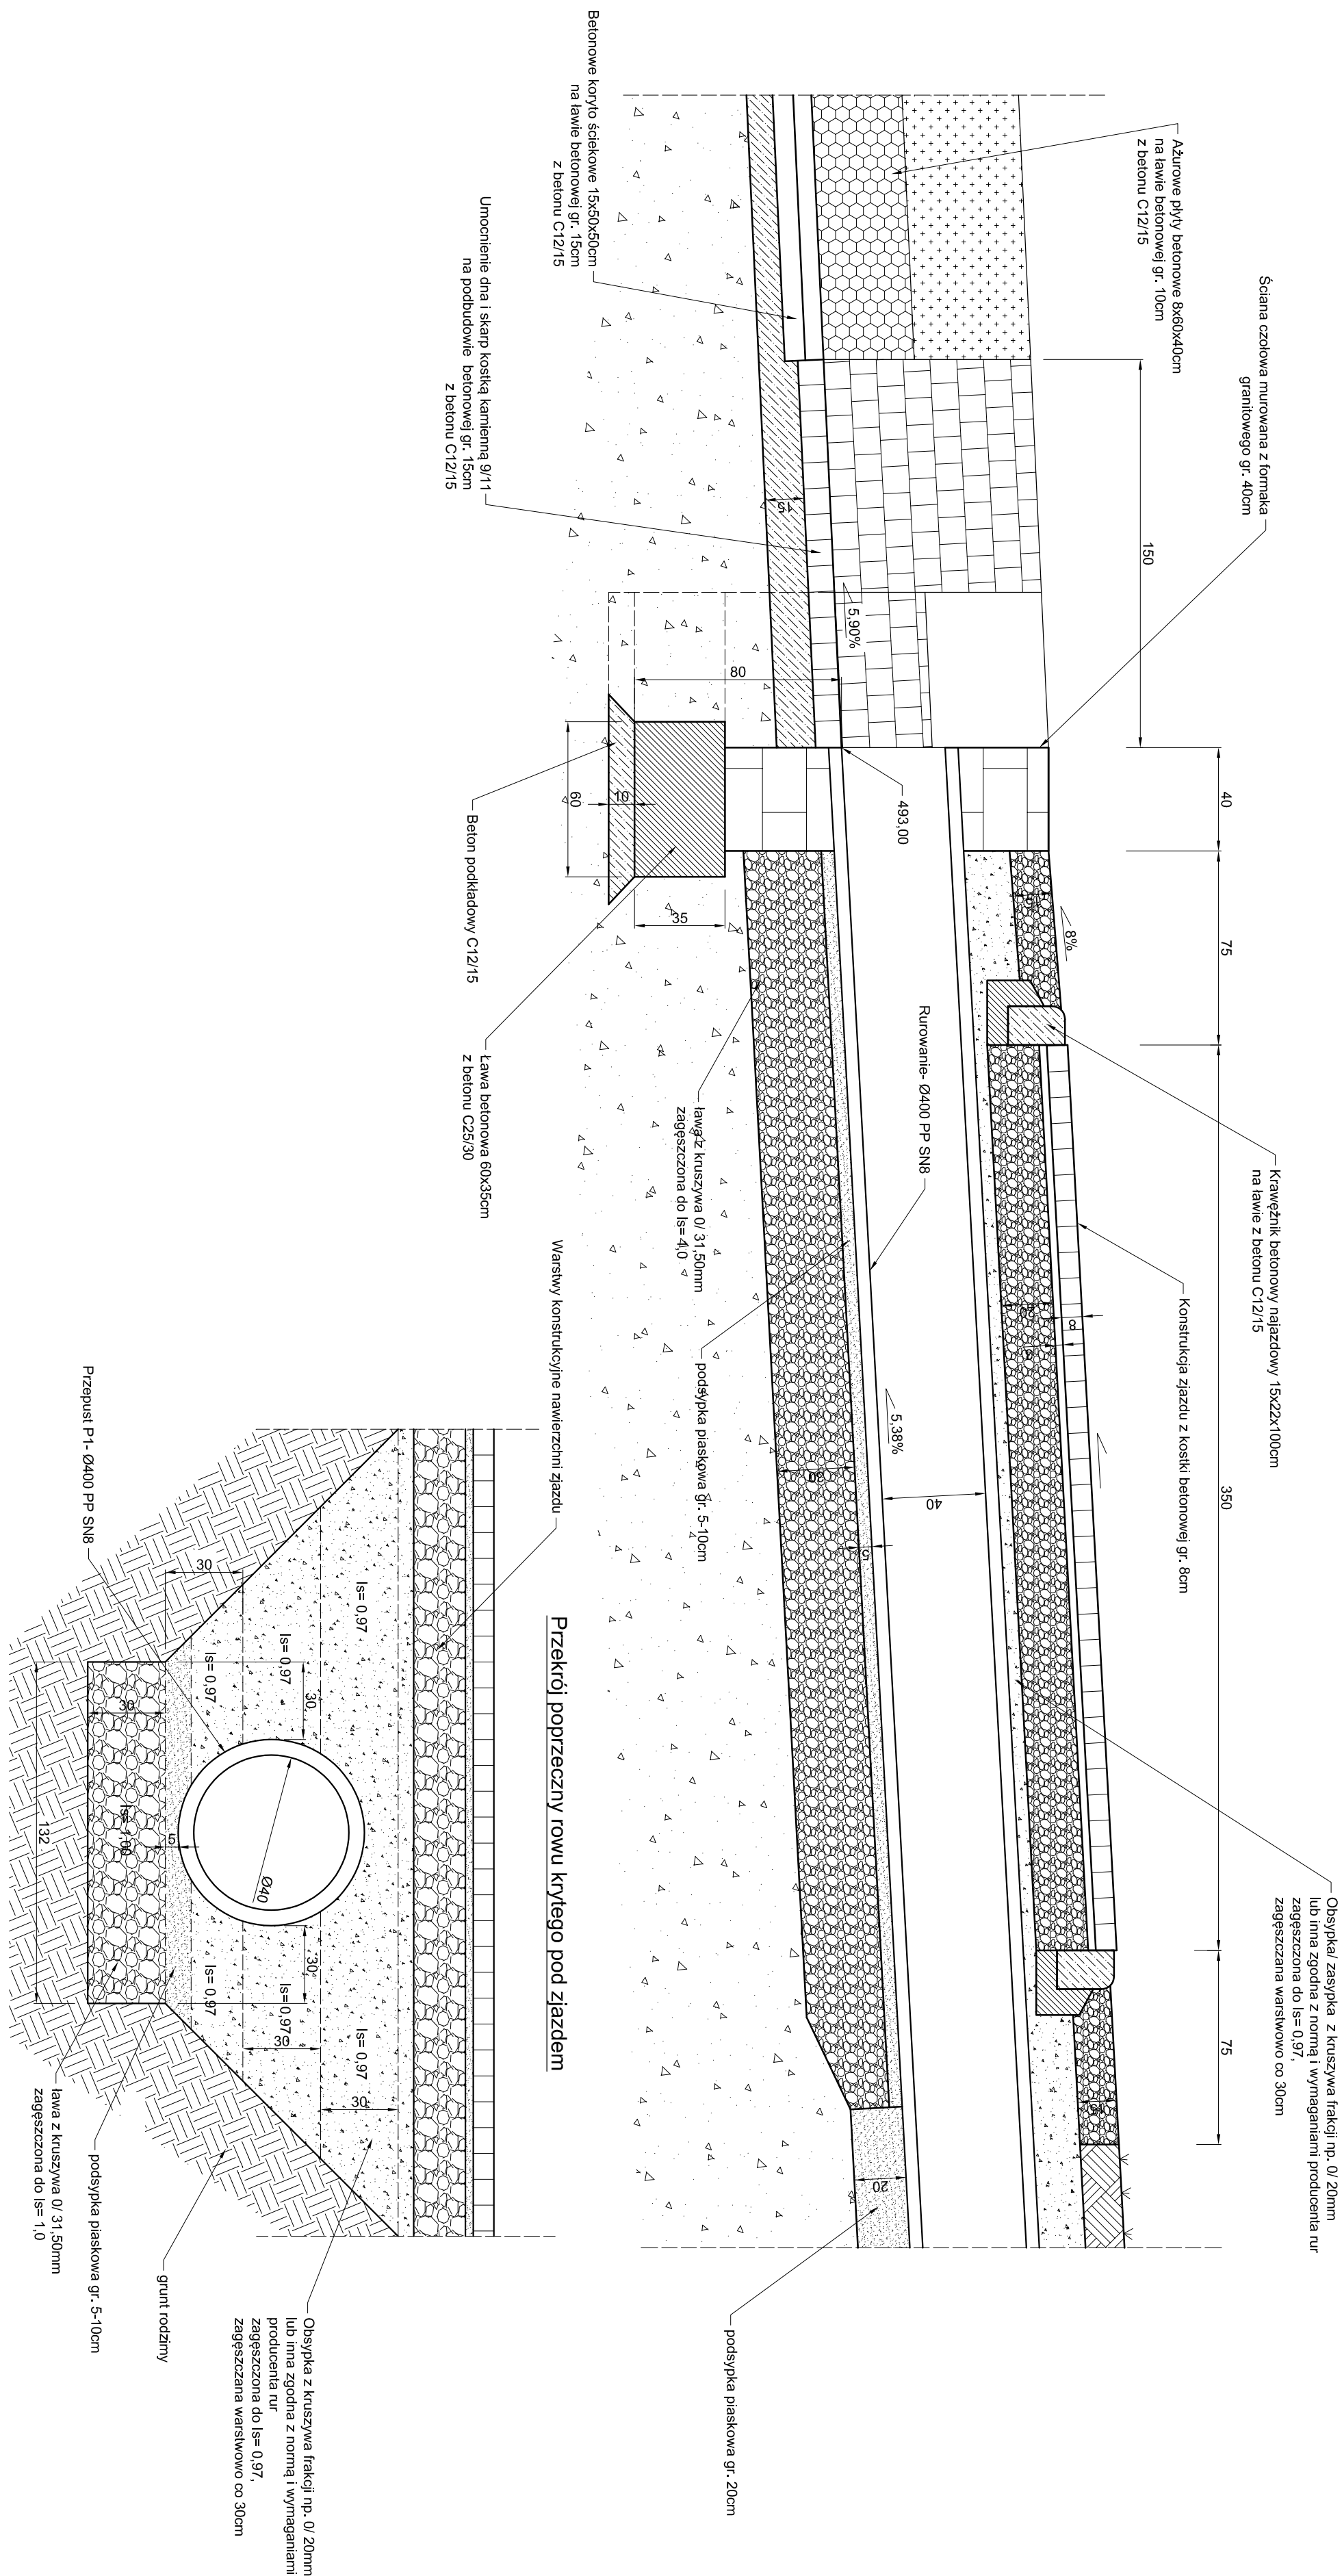 Ściana czołowa murowana z formaka
granitowego gr. 40cm
Ażurowe płyty betonowe 8x60x40cm
na ławie betonowej gr. 10cm
z betonu C12/15
Betonowe koryto ściekowe 15x50x50cm
na ławie betonowej gr. 15cm
z betonu C12/15
Umocnienie dna i skarp kostką kamienną 9/11
na podbudowie betonowej gr. 15cm
z betonu C12/15
Krawężnik betonowy najazdowy 15x22x100cm
na ławie z betonu C12/15
Konstrukcja zjazdu z kostki betonowej gr. 8cm
Obsypka/ zasypka z kruszywa frakcji np. 0/ 20mm
lub inna zgodna z normą i wymaganiami producenta rur
zagęszczona do Is= 0,97,
zagęszczana warstwowo co 30cm
150
40
75
350
75
8%
5,90%
493,00
15
80
60
10
35
Rurowanie- Ø400 PP SN8
5,38%
40
8
5
20
15
ława z kruszywa 0/ 31,50mm
zagęszczona do Is= 1,0
podsypka piaskowa gr. 5-10cm
podsypka piaskowa gr. 20cm
Beton podkładowy C12/15
Ława betonowa 60x35cm
z betonu C25/30
Przekrój poprzeczny rowu krytego pod zjazdem
Warstwy konstrukcyjne nawierzchni zjazdu
Przepust P1- Ø400 PP SN8
Is= 0,97
Is= 0,97
Is= 0,97
Is= 0,97
Is= 0,97
Is= 0,97
Is= 1,00
30
30
30
30
30
30
5
Ø40
132
Obsypka z kruszywa frakcji np. 0/ 20mm
lub inna zgodna z normą i wymaganiami
producenta rur
zagęszczona do Is= 0,97,
zagęszczana warstwowo co 30cm
grunt rodzimy
podsypka piaskowa gr. 5-10cm
ława z kruszywa 0/ 31,50mm
zagęszczona do Is= 1,0